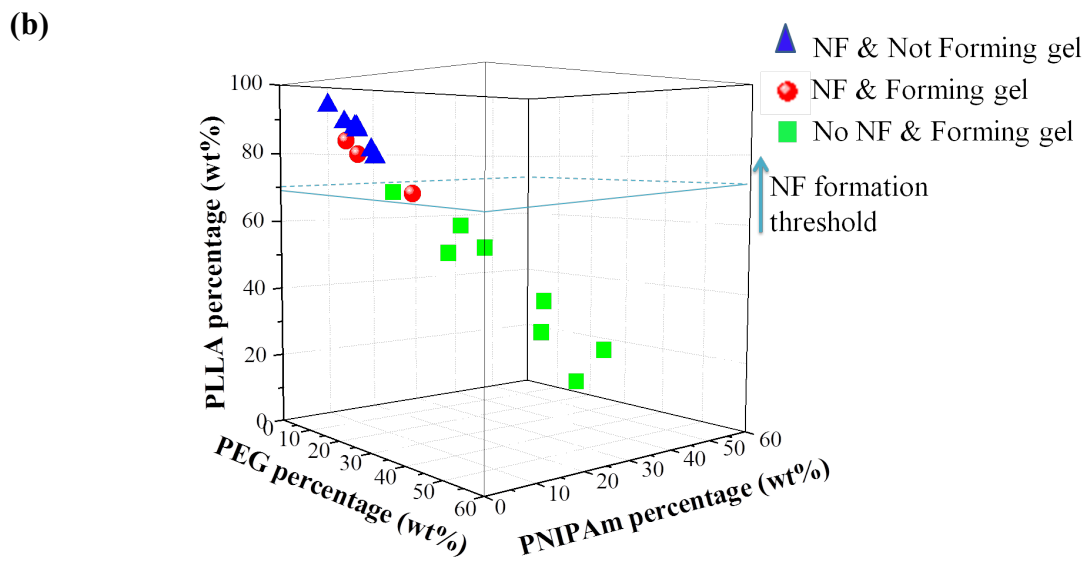 (b)
NF & Not Forming gel
NF & Forming gel
No NF & Forming gel
NF formation
threshold
PLLA percentage (wt%)
100
80
60
40
20
0
PEG percentage (wt%)
0
10
20
30
40
50
60
PNIPAm percentage (wt%)
0
10
20
30
40
50
60